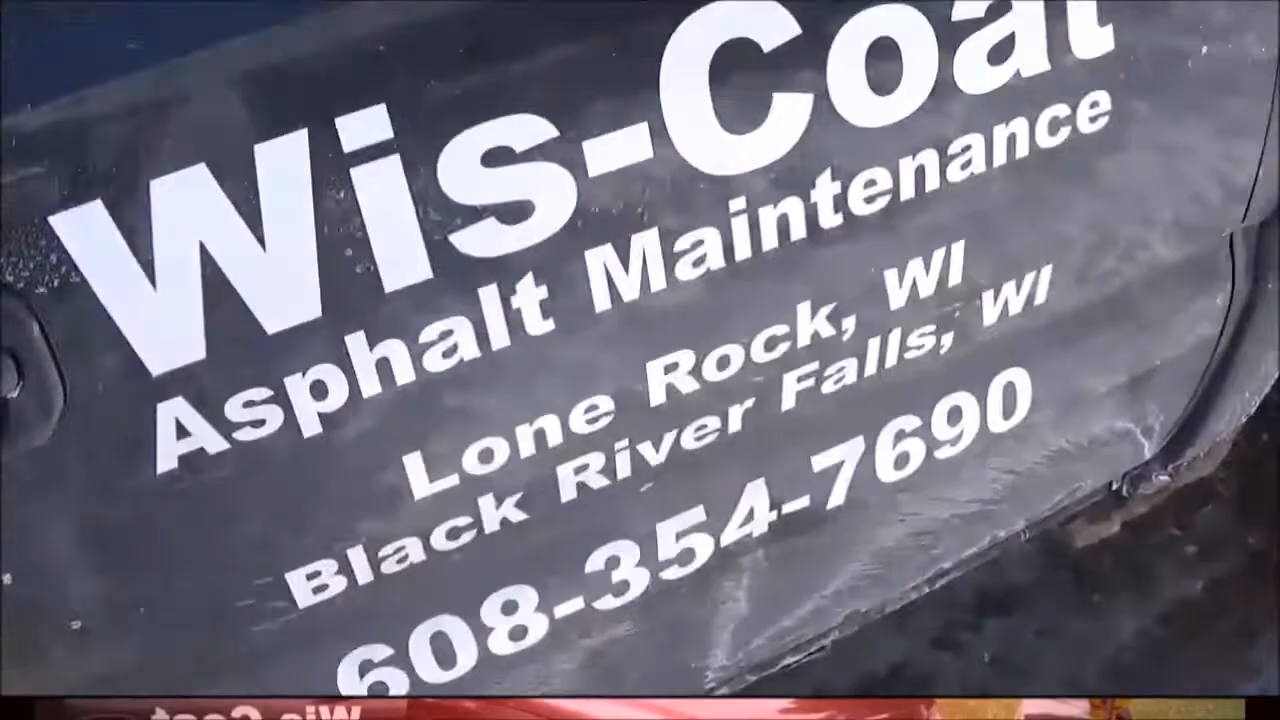 Wis-Coat
Asphalt Maintenance
Lone Rock, WI
Black River Falls, WI
608-354-7690